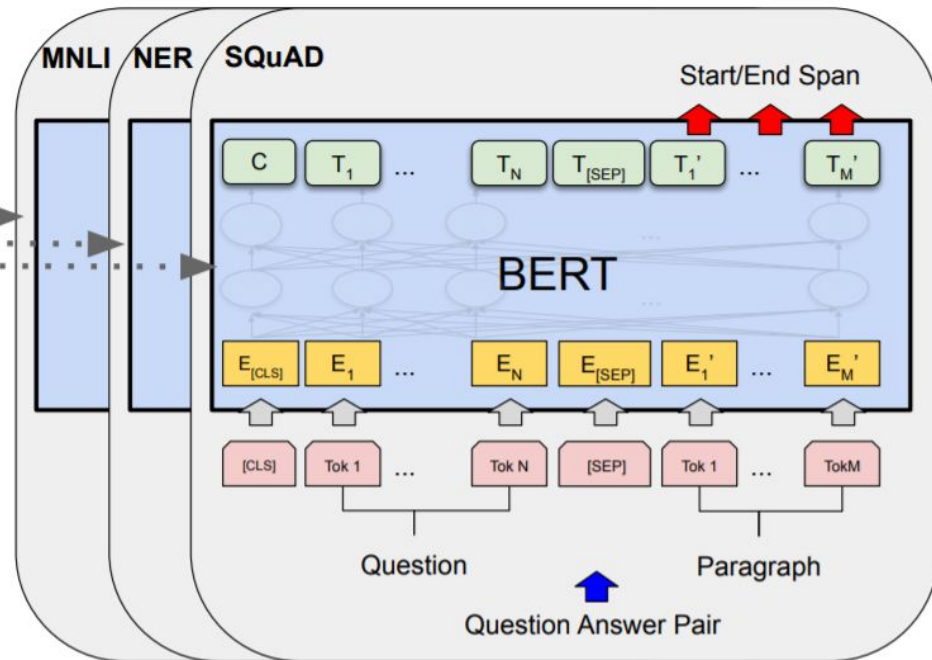 MNLI NER SQuAD
Start/End Span
C T1 ... TN T[SEP] T1' ... TM'
...
BERT
...
E[CLS] E1 ... EN E[SEP] E1' ... EM'
[CLS] Tok 1 ... Tok N [SEP] Tok 1 ... TokM
Question Paragraph
Question Answer Pair